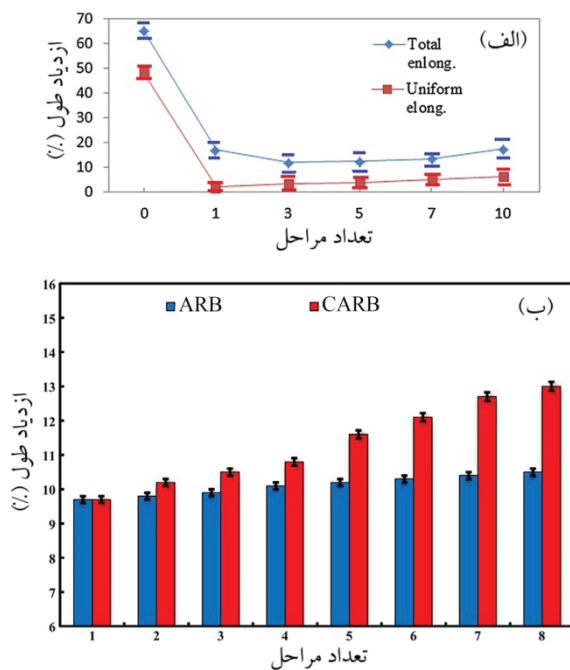 (الف)
Total
enlong.
Uniform
elong.
ازدیاد طول (٪)
70
60
50
40
30
20
10
0
0 1 3 5 7 10
تعداد مراحل
(ب)
ARB CARB
ازدیاد طول (٪)
16
15
14
13
12
11
10
9
8
7
6
1 2 3 4 5 6 7 8
تعداد مراحل